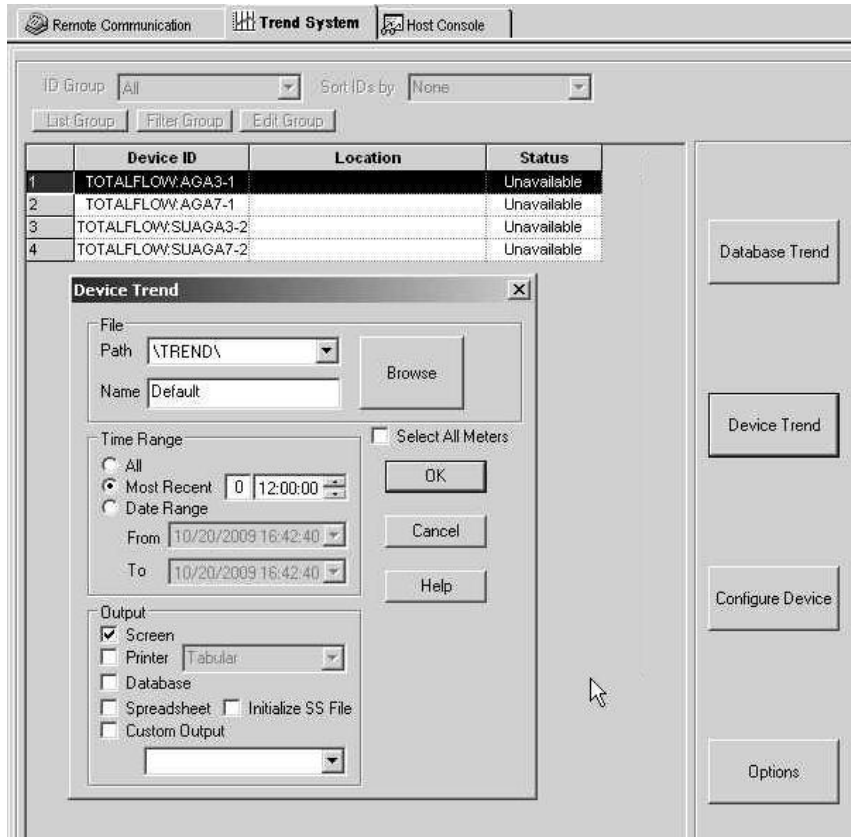 Remote Communication Trend System Host Console
ID Group All Sort IDs by None
List Group Filter Group Edit Group
Device ID Location Status
1 TOTALFLOW:AGA3-1 Unavailable
2 TOTALFLOW:AGA7-1 Unavailable
3 TOTALFLOW:SUAGA3-2 Unavailable
4 TOTALFLOW:SUAGA7-2 Unavailable
Database Trend
Device Trend
Configure Device
Options
Device Trend
File
Path \TREND\
Name Default
Browse
Time Range
All
Most Recent 0 12:00:00
Date Range
From 10/20/2009 16:42:40
To 10/20/2009 16:42:40
Select All Meters
OK
Cancel
Help
Output
Screen
Printer Tabular
Database
Spreadsheet Initialize SS File
Custom Output